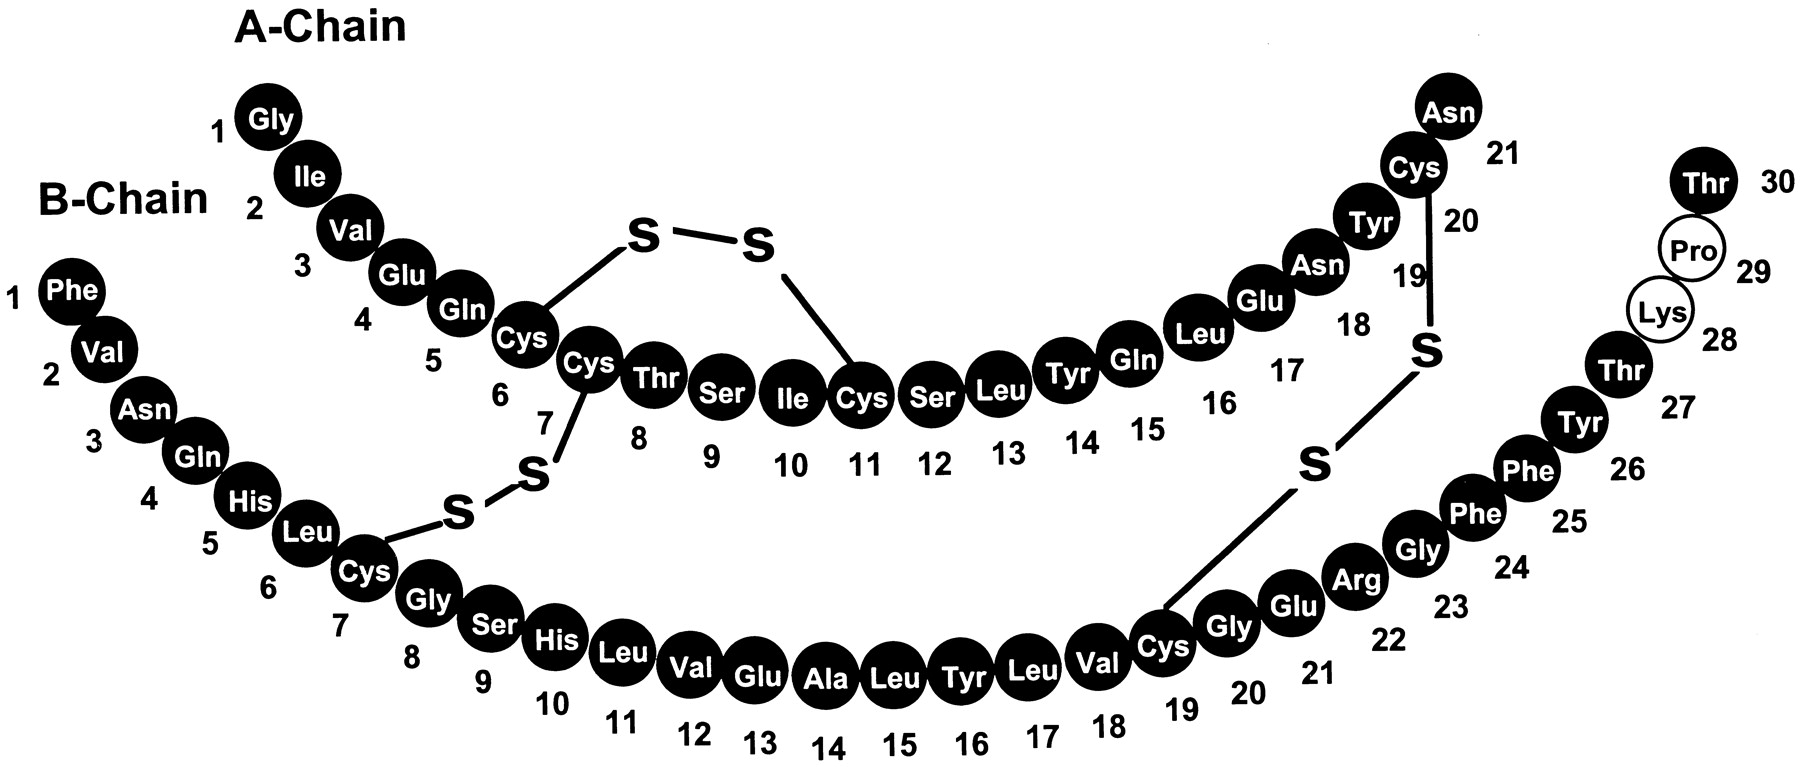 A-Chain
Gly Ile Val Glu Gln Cys Cys Thr Ser Ile Cys Ser Leu Tyr Gln Leu Glu Asn Tyr Cys Asn
1 2 3 4 5 6 7 8 9 10 11 12 13 14 15 16 17 18 19 20 21
S S
S S
S S
B-Chain
Phe Val Asn Gln His Leu Cys Gly Ser His Leu Val Glu Ala Leu Tyr Leu Val Cys Gly Glu Arg Gly Phe Phe Tyr Thr Lys Pro Thr
1 2 3 4 5 6 7 8 9 10 11 12 13 14 15 16 17 18 19 20 21 22 23 24 25 26 27 28 29 30